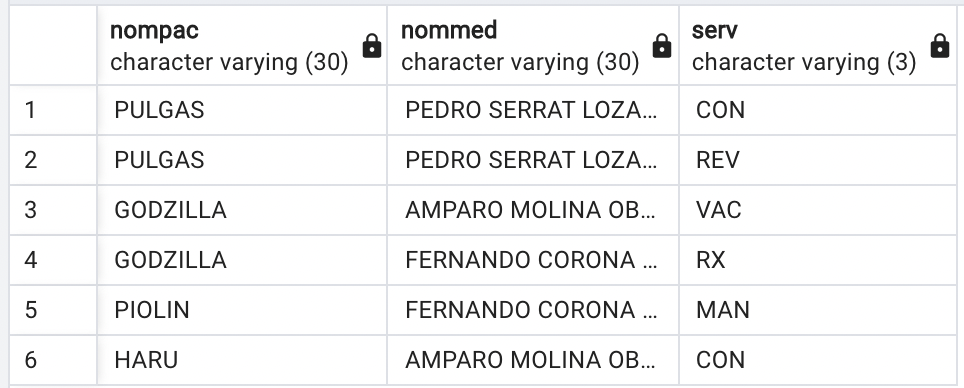 nompac nommed serv
character varying (30) character varying (30) character varying (3)
1 PULGAS PEDRO SERRAT LOZA... CON
2 PULGAS PEDRO SERRAT LOZA... REV
3 GODZILLA AMPARO MOLINA OB... VAC
4 GODZILLA FERNANDO CORONA ... RX
5 PIOLIN FERNANDO CORONA ... MAN
6 HARU AMPARO MOLINA OB... CON